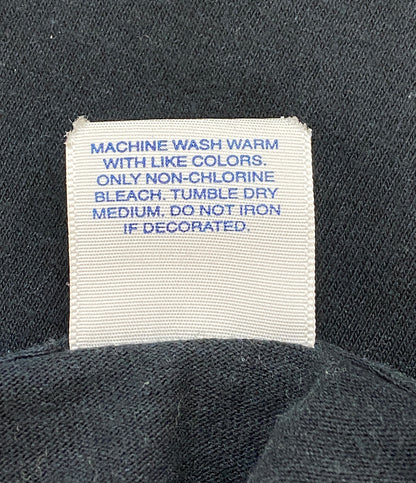 MACHINE WASH WARM
WITH LIKE COLORS.
ONLY NON-CHLORINE
BLEACH. TUMBLE DRY
MEDIUM. DO NOT IRON
IF DECORATED.